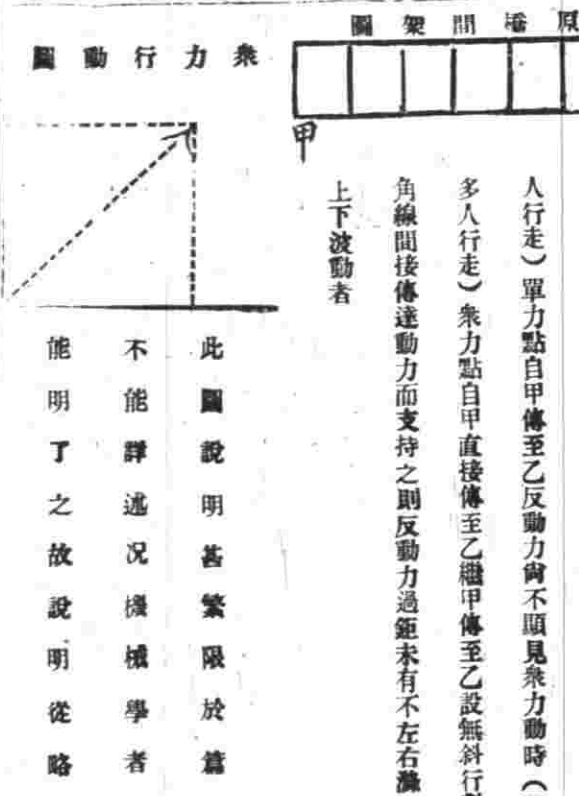 原橋間架圖
甲
人行走）單力點自甲傳至乙反動力尙不顯見衆力動時（
多人行走）衆力點自甲直接傳至乙繼甲傳至乙設無斜行
角線間接傳達動力而支持之則反動力過鉅未有不左右
上下波動者
衆力行動圖
此圖說明甚繁限於篇
不能詳述况機械學者
能明了之故說明從略